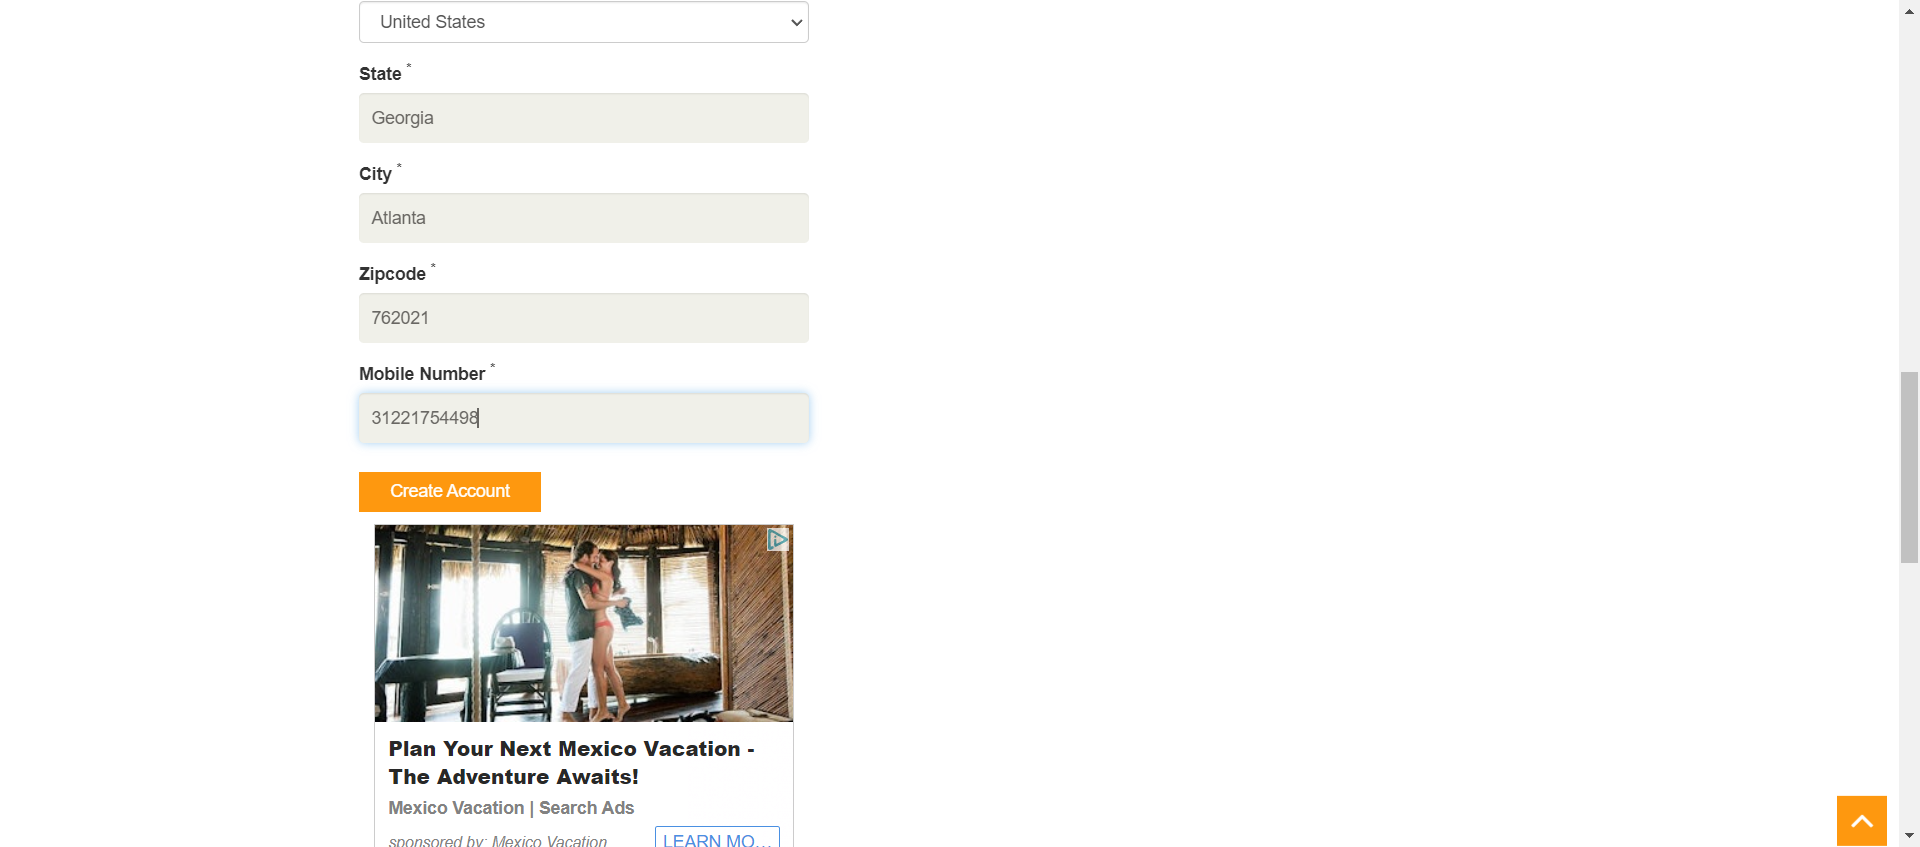 United States
State *
Georgia
City *
Atlanta
Zipcode *
762021
Mobile Number *
31221754498
Create Account
Plan Your Next Mexico Vacation -
The Adventure Awaits!
Mexico Vacation | Search Ads
sponsored by: Mexico Vacation
LEARN MO...